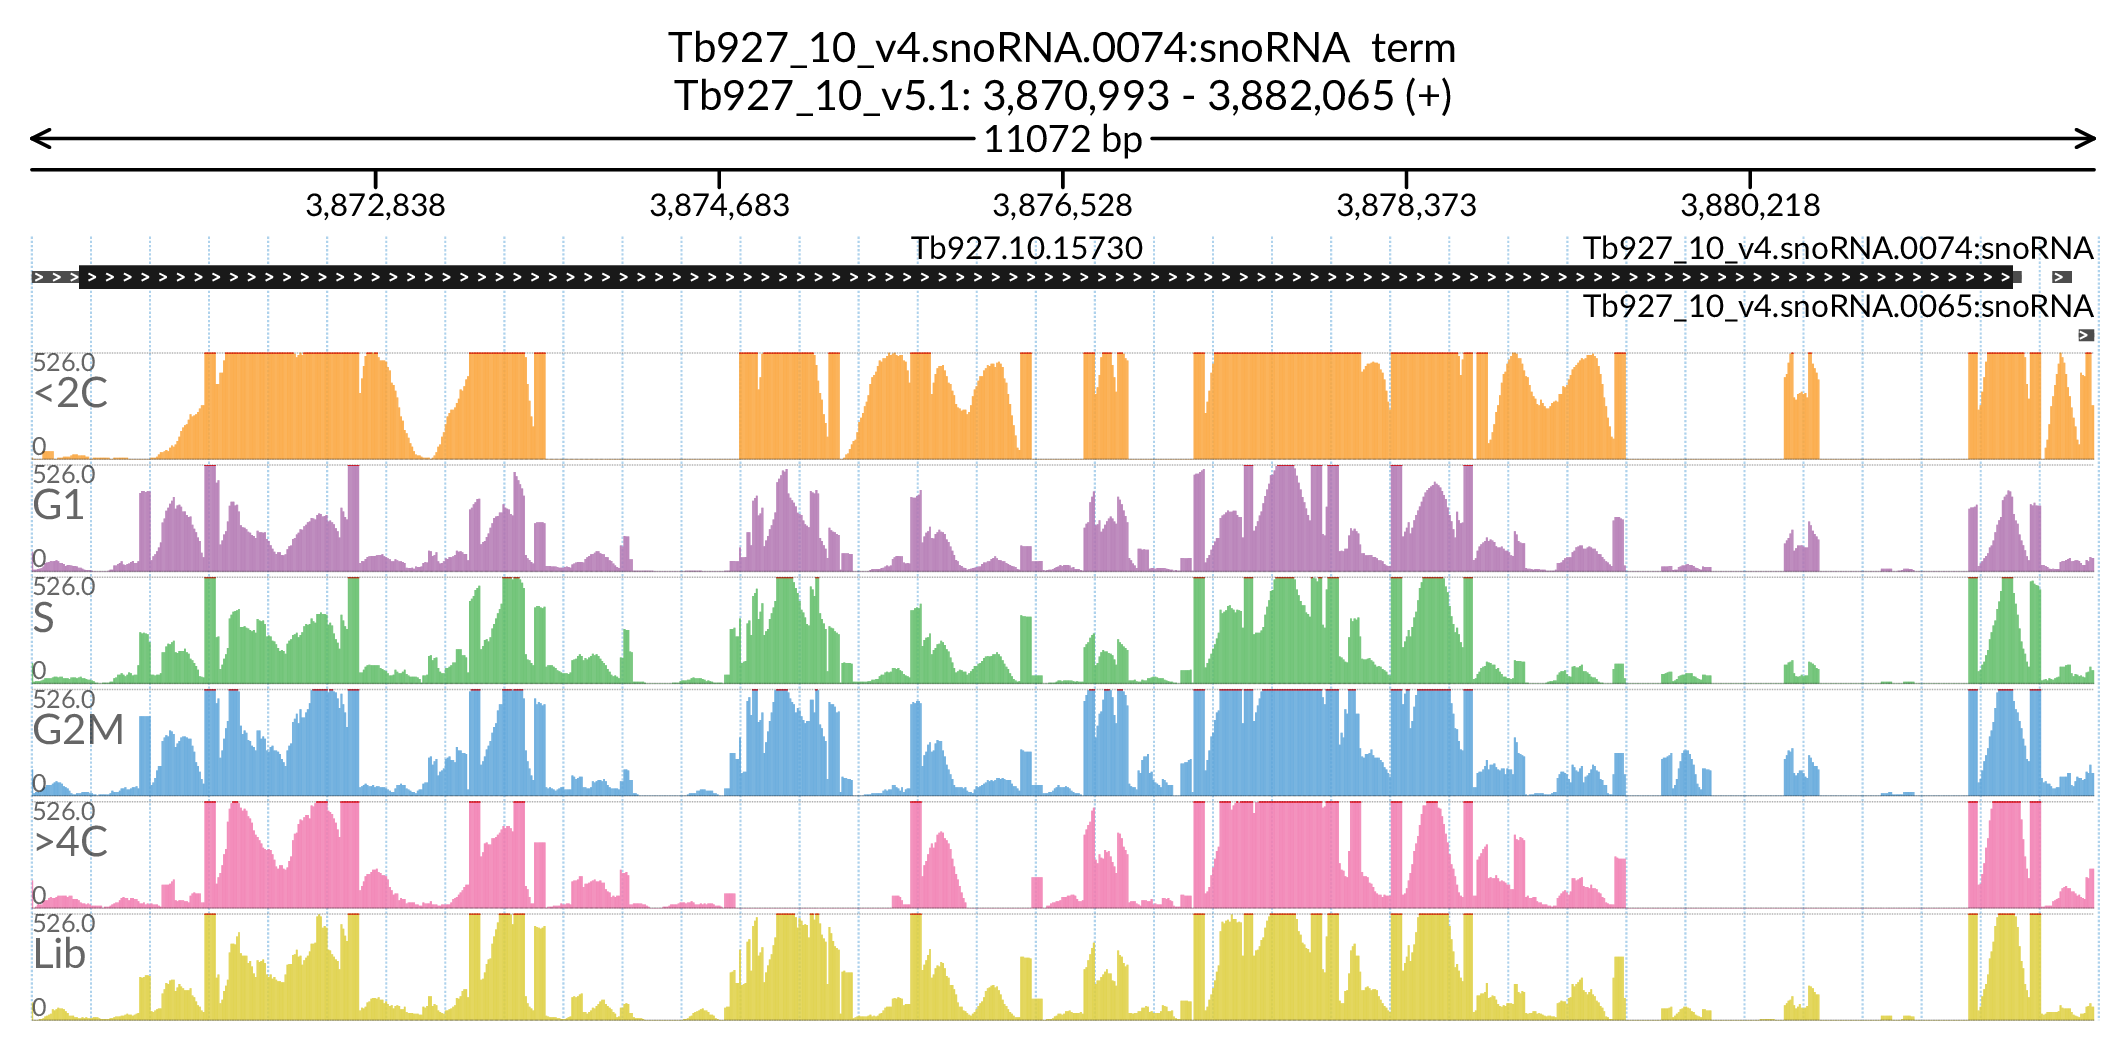 Tb927_10_v4.snoRNA.0074:snoRNA term
Tb927_10_v5.1: 3,870,993 - 3,882,065 (+)
11072 bp
3,872,838 3,874,683 3,876,528 3,878,373 3,880,218
Tb927.10.15730 Tb927_10_v4.snoRNA.0074:snoRNA
Tb927_10_v4.snoRNA.0065:snoRNA
526.0
<2C
0
526.0
G1
0
526.0
S
0
526.0
G2M
0
526.0
>4C
0
526.0
Lib
0